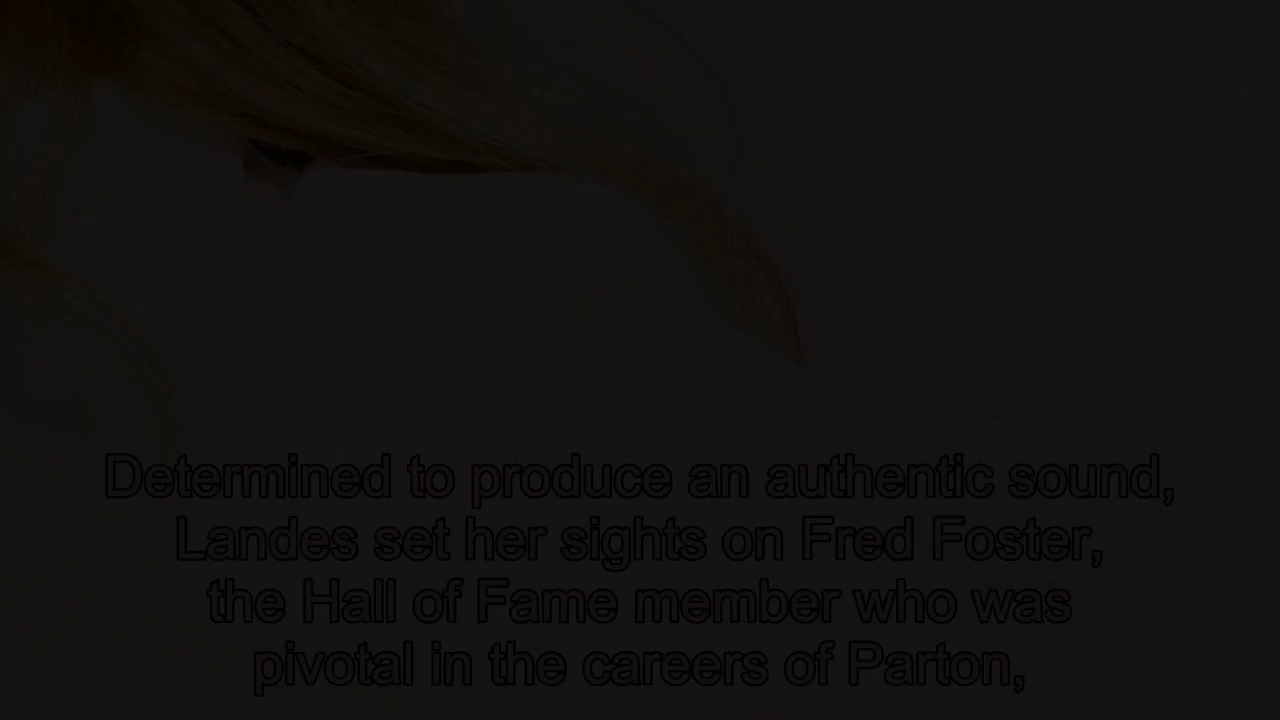 Determined to produce an authentic sound,
Landes set her sights on Fred Foster,
the Hall of Fame member who was
pivotal in the careers of Parton,